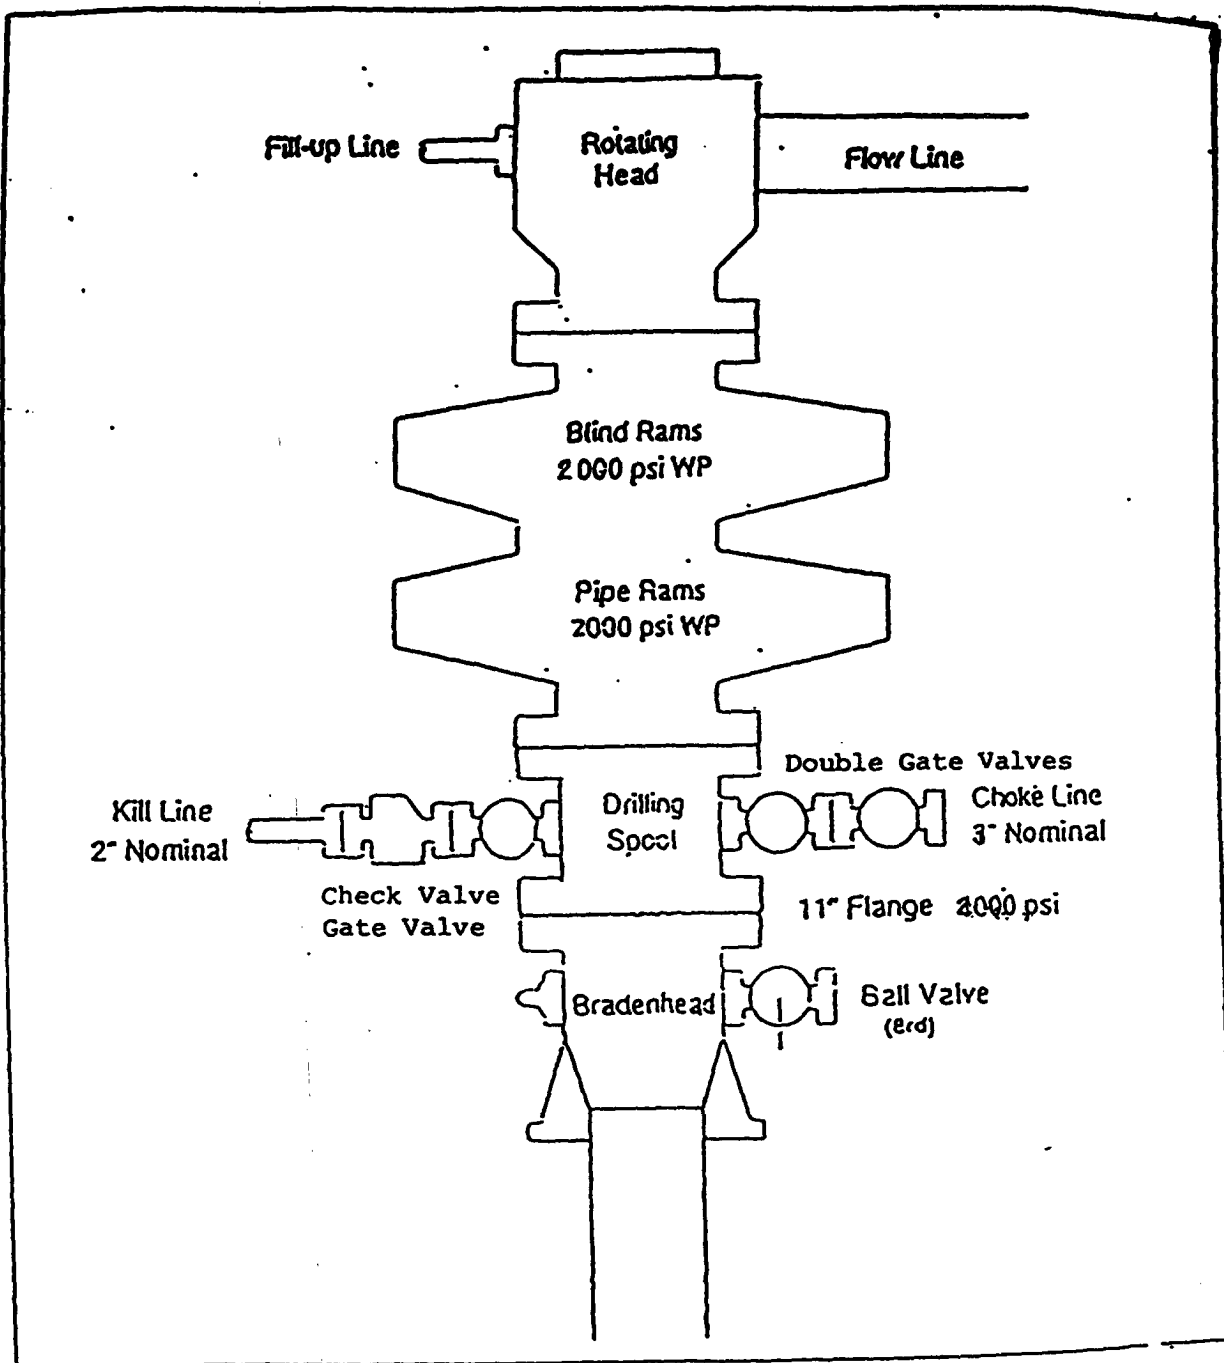 Fill-up Line
Rotating
Head
Flow Line
Blind Rams
2000 psi WP
Pipe Rams
2000 psi WP
Double Gate Valves
Kill Line
2" Nominal
Drilling
Spool
Choke Line
3" Nominal
Check Valve
Gate Valve
11" Flange 2000 psi
Bradenhead
Ball Valve